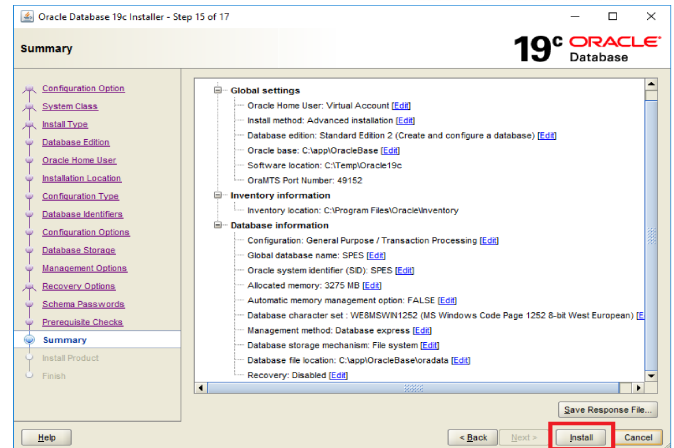 Oracle Database 19c Installer - Step 15 of 17
Summary
19c ORACLE
Database
Configuration Option
System Class
Install Type
Database Edition
Oracle Home User
Installation Location
Configuration Type
Database Identifiers
Configuration Options
Database Storage
Management Options
Recovery Options
Schema Passwords
Prerequisite Checks
Summary
Install Product
Finish
Global settings
Oracle Home User: Virtual Account [Edit]
Install method: Advanced installation [Edit]
Database edition: Standard Edition 2 (Create and configure a database) [Edit]
Oracle base: C:\app\OracleBase [Edit]
Software location: C:\Temp\Oracle19c
OraMTS Port Number: 49152
Inventory information
Inventory location: C:\Program Files\Oracle\Inventory
Database information
Configuration: General Purpose / Transaction Processing [Edit]
Global database name: SPES [Edit]
Oracle system identifier (SID): SPES [Edit]
Allocated memory: 3275 MB [Edit]
Automatic memory management option: FALSE [Edit]
Database character set : WE8MSWIN1252 (MS Windows Code Page 1252 8-bit West European) [E
Management method: Database express [Edit]
Database storage mechanism: File system [Edit]
Database file location: C:\app\OracleBase\oradata [Edit]
Recovery: Disabled [Edit]
Save Response File...
Help
< Back
Next >
Install
Cancel